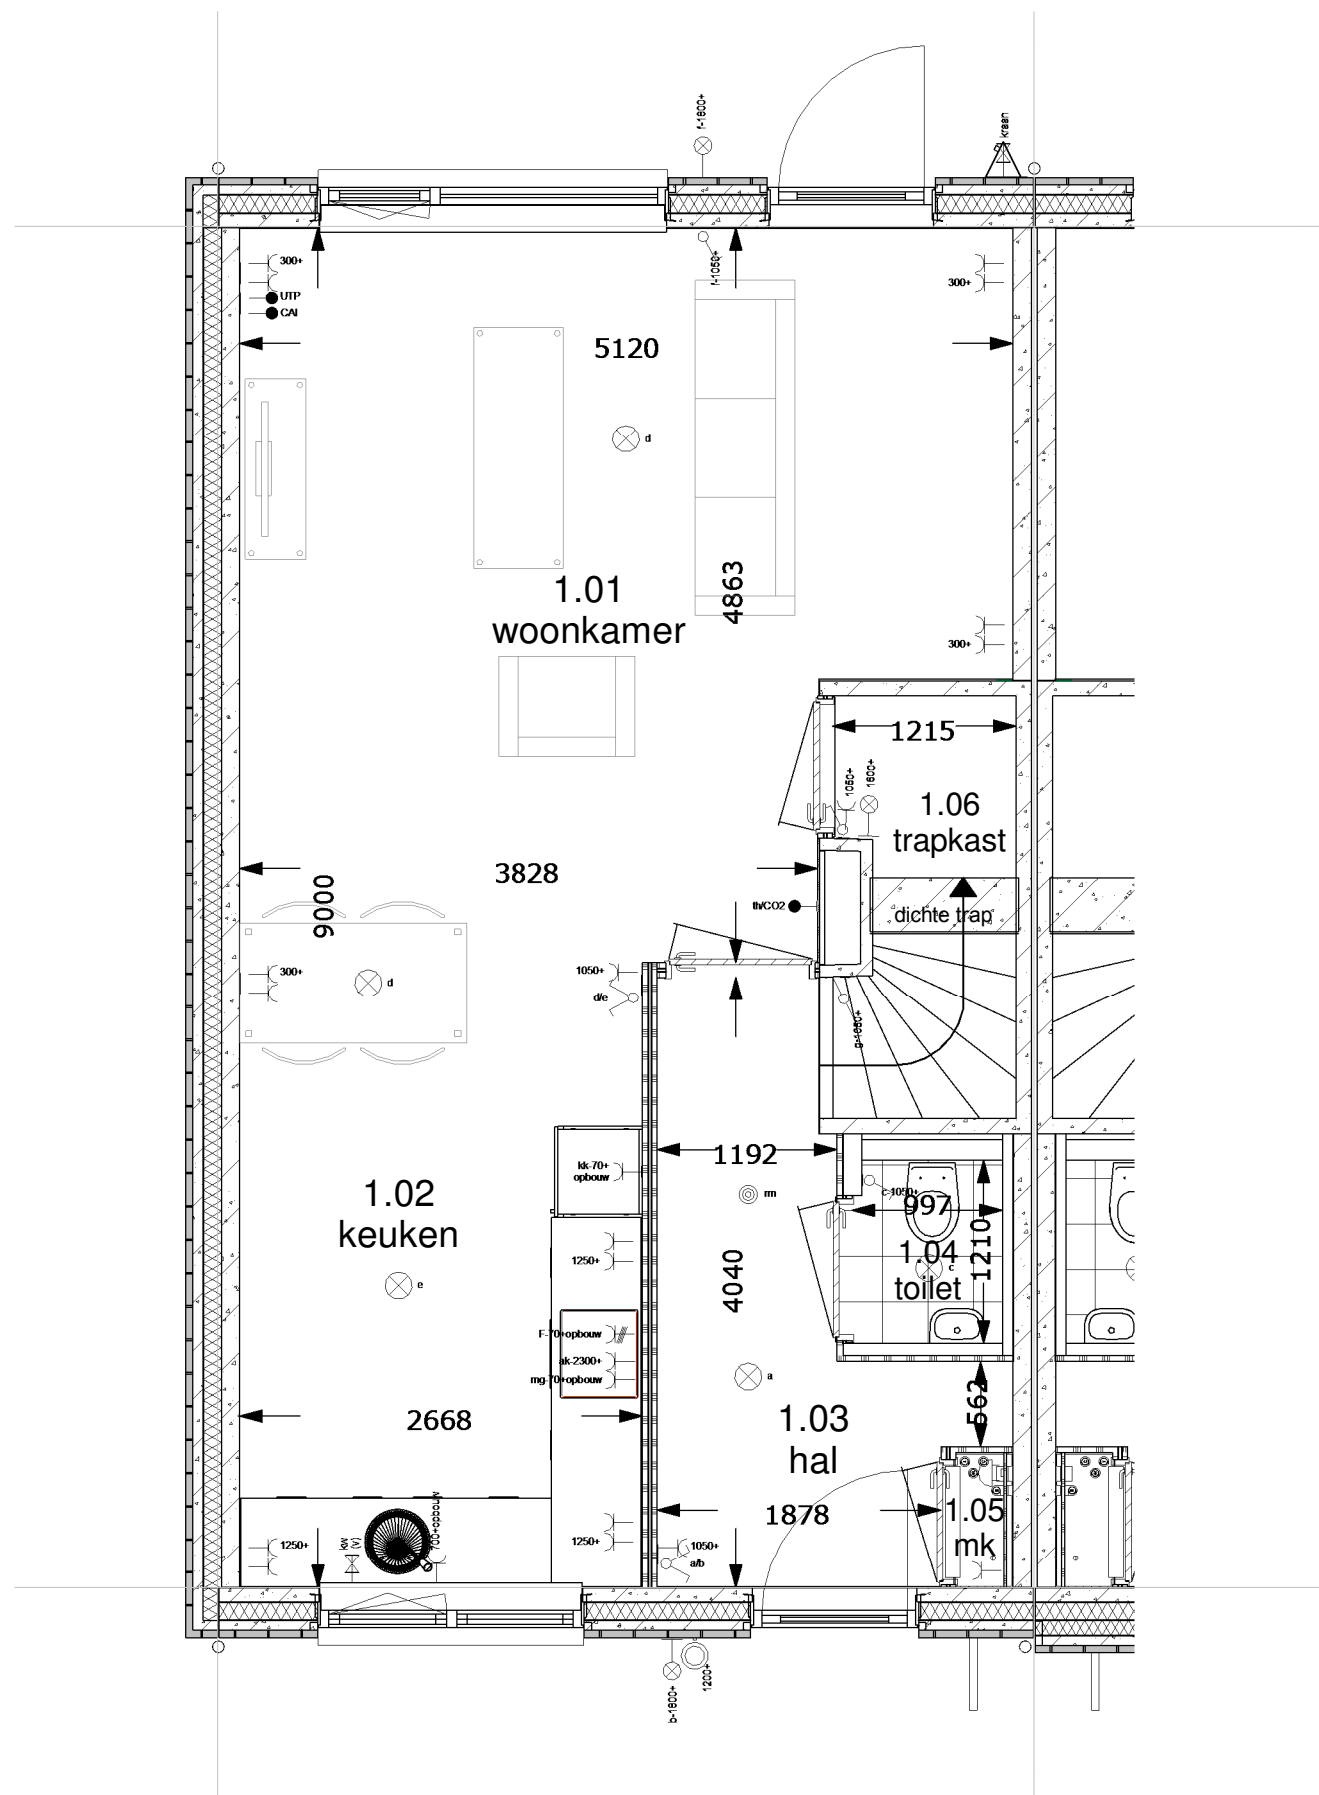 f-1800+
kraan
300+
UTP
CAI
f-1050+
300+
5120
d
4863
1.01
woonkamer
300+
1215
1050+
1600+
1.06
trapkast
3828
9000
th/CO2
dichte trap
300+
d
1050+
d/e
g-1050+
1192
kk-70+
opbouw
rm
c-1050+
997
1.02
keuken
1210
1.04
toilet
c
1250+
4040
e
F-70+opbouw
ak-2300+
mg-70+opbouw
a
562
2668
1.03
hal
1878
1.05
mk
700+opbouw
1250+
kw
(v)
1250+
1050+
a/b
b-1800+
1200+